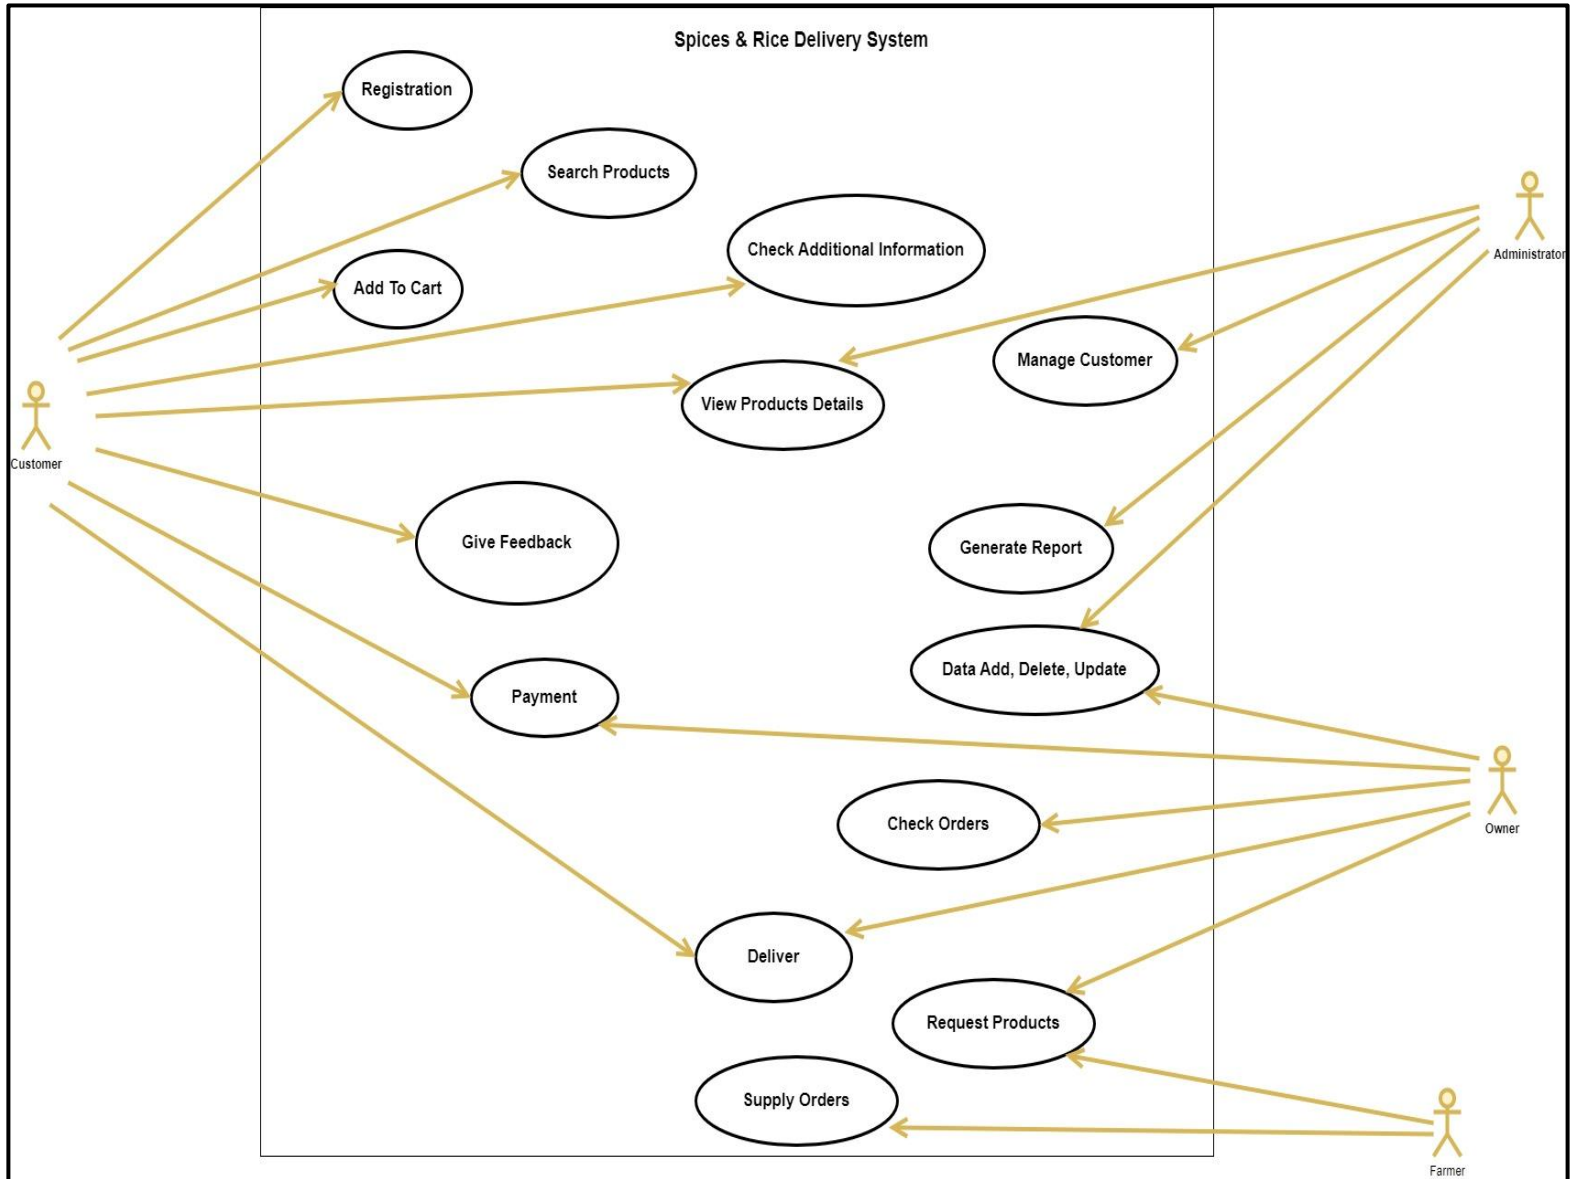 Spices & Rice Delivery System
Registration
Search Products
Check Additional Information
Administrator
Add To Cart
Manage Customer
View Products Details
Customer
Give Feedback
Generate Report
Data Add, Delete, Update
Payment
Check Orders
Owner
Deliver
Request Products
Supply Orders
Farmer